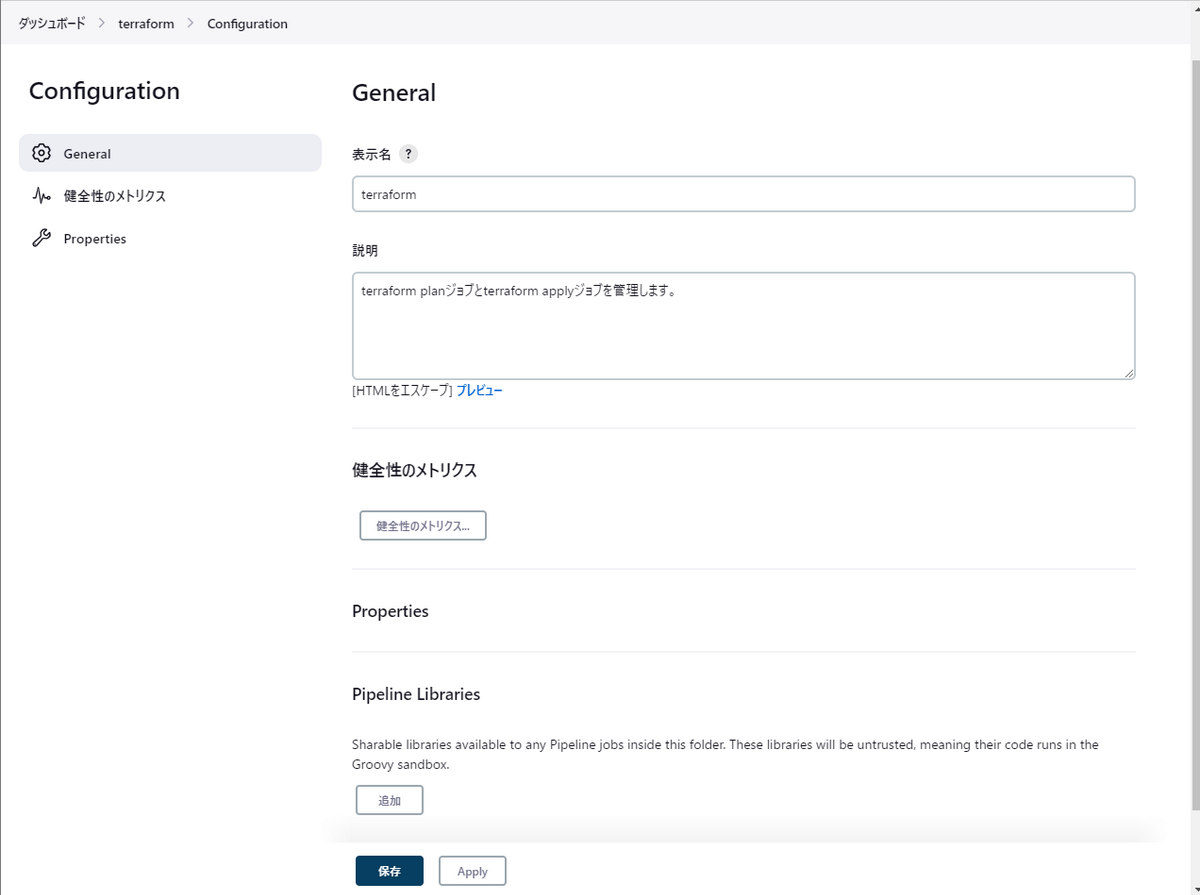 ダッシュボード > terraform > Configuration
Configuration
General
健全性のメトリクス
Properties
General
表示名 ?
terraform
説明
terraform planジョブとterraform applyジョブを管理します。
[HTMLをエスケープ] プレビュー
健全性のメトリクス
健全性のメトリクス...
Properties
Pipeline Libraries
Sharable libraries available to any Pipeline jobs inside this folder. These libraries will be untrusted, meaning their code runs in the
Groovy sandbox.
追加
保存 Apply